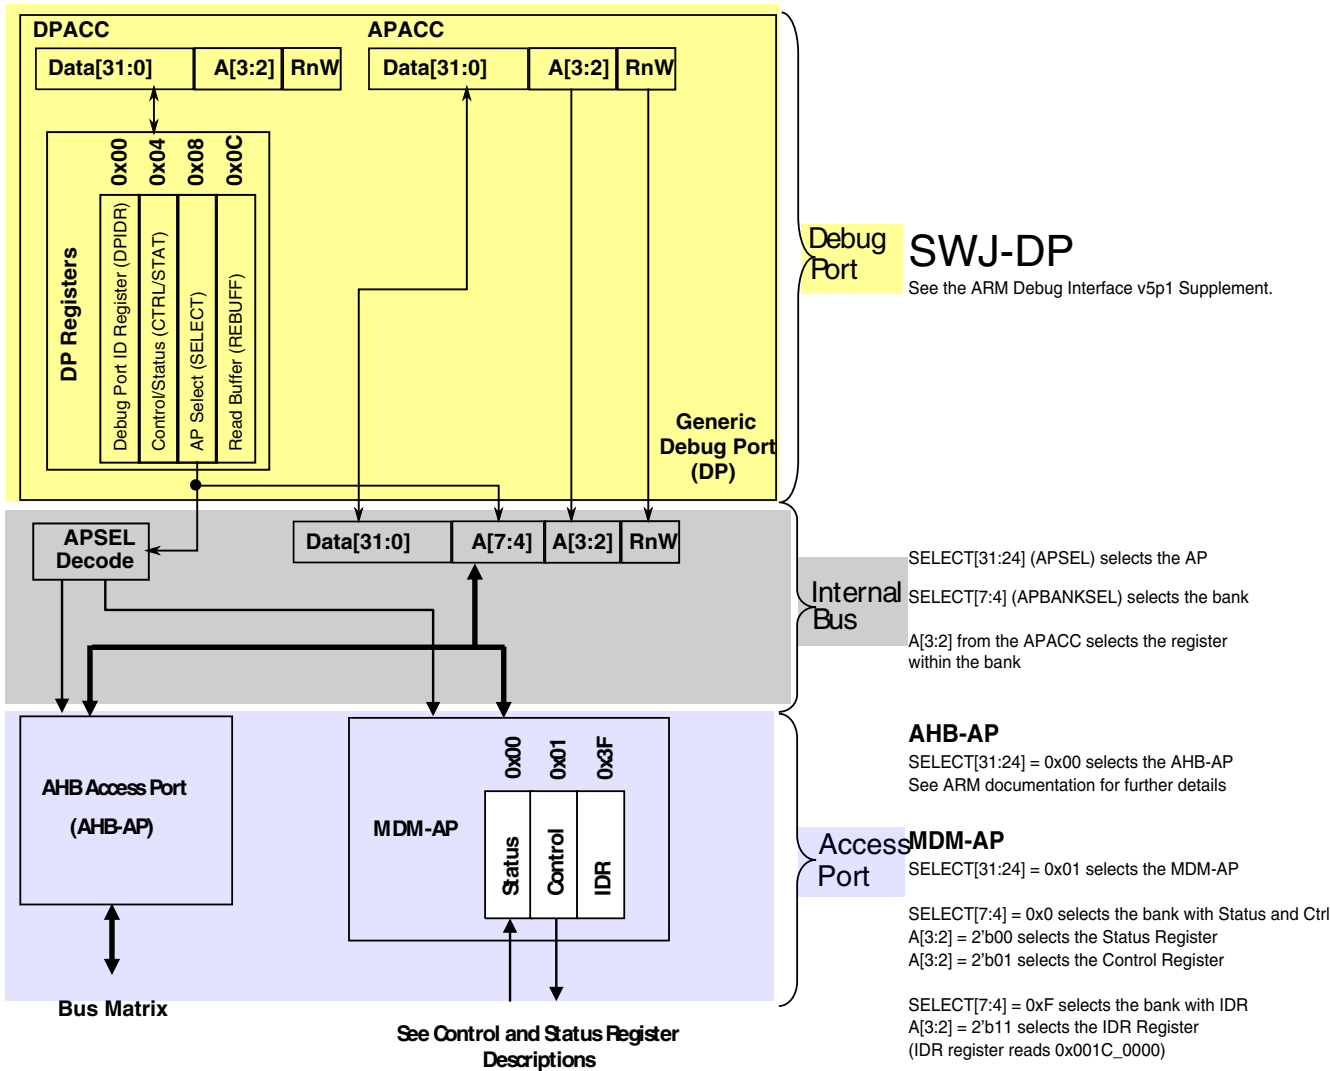 DPACC
APACC
Data[31:0] A[3:2] RnW
Data[31:0] A[3:2] RnW
0x00
0x04
0x08
0x0C
DP Registers
Debug Port ID Register (DPIDR)
Control/Status (CTRL/STAT)
AP Select (SELECT)
Read Buffer (REBUFF)
Generic
Debug Port
(DP)
Debug
Port
SWJ-DP
See the ARM Debug Interface v5p1 Supplement.
APSEL
Decode
Data[31:0] A[7:4] A[3:2] RnW
Internal
Bus
SELECT[31:24] (APSEL) selects the AP
SELECT[7:4] (APBANKSEL) selects the bank
A[3:2] from the APACC selects the register
within the bank
AHB Access Port
(AHB-AP)
MDM-AP
0x00
0x01
0x3F
Status
Control
IDR
Bus Matrix
See Control and Status Register
Descriptions
Access
Port
AHB-AP
SELECT[31:24] = 0x00 selects the AHB-AP
See ARM documentation for further details
MDM-AP
SELECT[31:24] = 0x01 selects the MDM-AP
SELECT[7:4] = 0x0 selects the bank with Status and Ctrl
A[3:2] = 2'b00 selects the Status Register
A[3:2] = 2'b01 selects the Control Register
SELECT[7:4] = 0xF selects the bank with IDR
A[3:2] = 2'b11 selects the IDR Register
(IDR register reads 0x001C_0000)